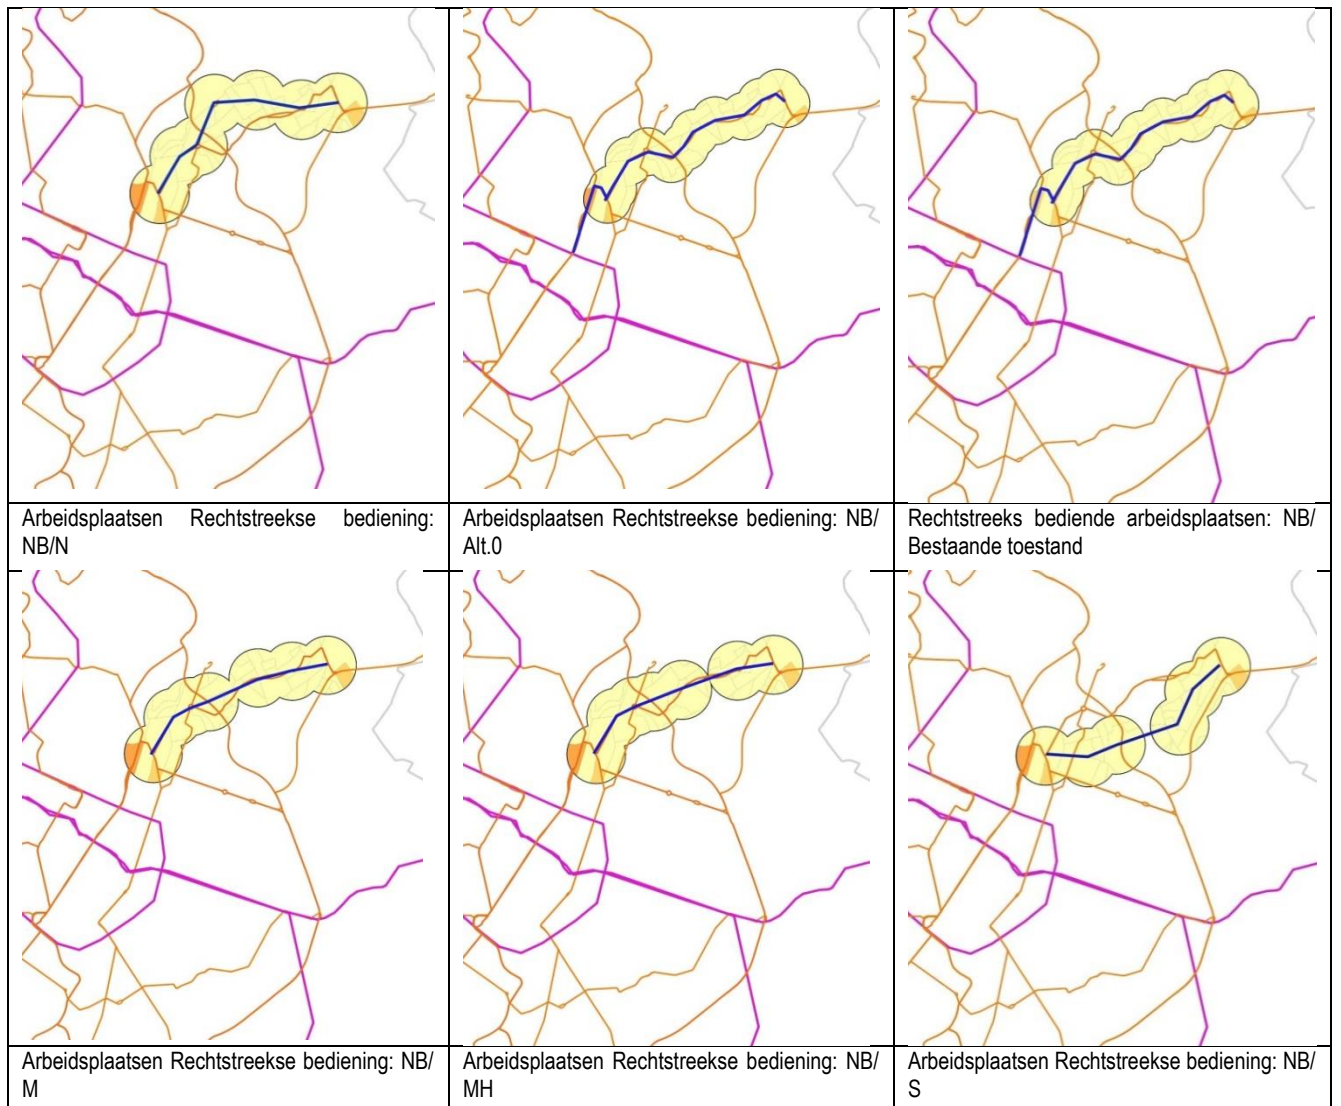 Arbeidsplaatsen Rechtstreekse bediening:
NB/N
Arbeidsplaatsen Rechtstreekse bediening: NB/
Alt.0
Rechtstreeks bediende arbeidsplaatsen: NB/
Bestaande toestand
Arbeidsplaatsen Rechtstreekse bediening: NB/
M
Arbeidsplaatsen Rechtstreekse bediening: NB/
MH
Arbeidsplaatsen Rechtstreekse bediening: NB/
S